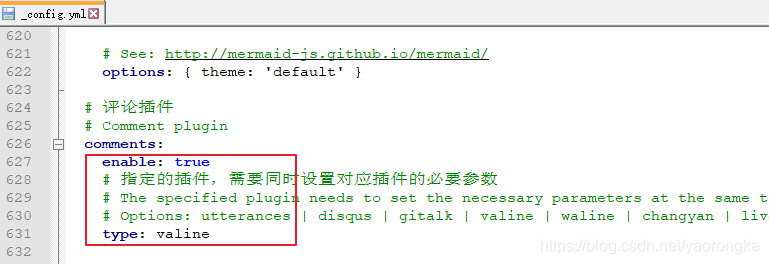 _config.yml
620
621 # See: http://mermaid-js.github.io/mermaid/
622 options: { theme: 'default' }
623
624 # 评论插件
625 # Comment plugin
626 comments:
627 enable: true
628 # 指定的插件，需要同时设置对应插件的必要参数
629 # The specified plugin needs to set the necessary parameters at the same t
630 # Options: utterances | disqus | gitalk | valine | waline | changyan | liv
631 type: valine
632
https://blog.csdn.net/yaorongke